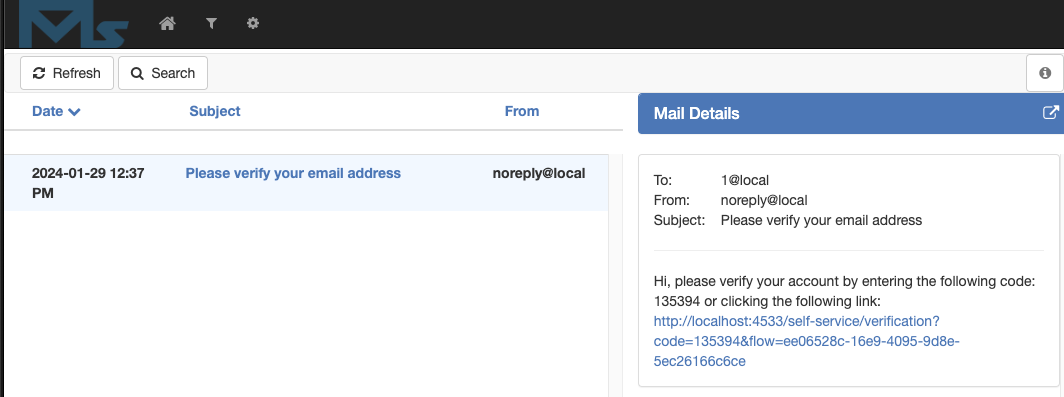 Ms
Refresh
Search
Date
Subject
From
Mail Details
2024-01-29 12:37
PM
Please verify your email address
noreply@local
To: 1@local
From: noreply@local
Subject: Please verify your email address
Hi, please verify your account by entering the following code:
135394 or clicking the following link:
http://localhost:4533/self-service/verification?
code=135394&flow=ee06528c-16e9-4095-9d8e-
5ec26166c6ce